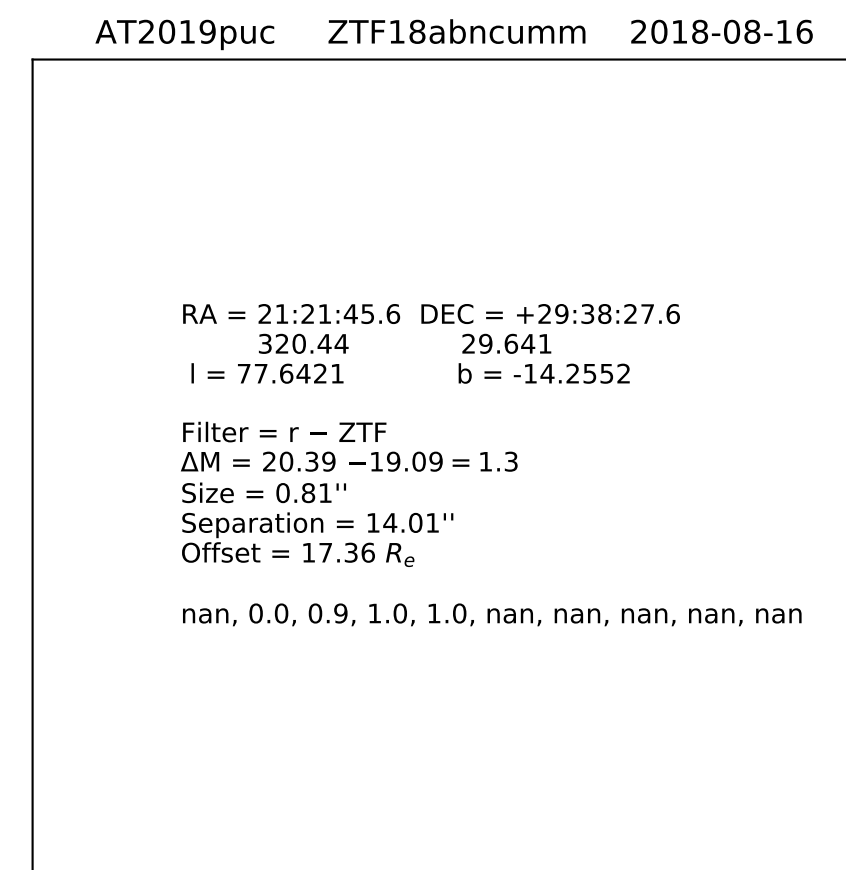 AT2019puc ZTF18abncumm 2018-08-16
RA = 21:21:45.6 DEC = +29:38:27.6
320.44 29.641
l = 77.6421 b = -14.2552
Filter = r − ZTF
ΔM = 20.39 −19.09 = 1.3
Size = 0.81''
Separation = 14.01''
Offset = 17.36 Re
nan, 0.0, 0.9, 1.0, 1.0, nan, nan, nan, nan, nan